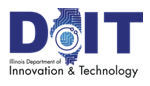 DoIT
Illinois Department of
Innovation & Technology